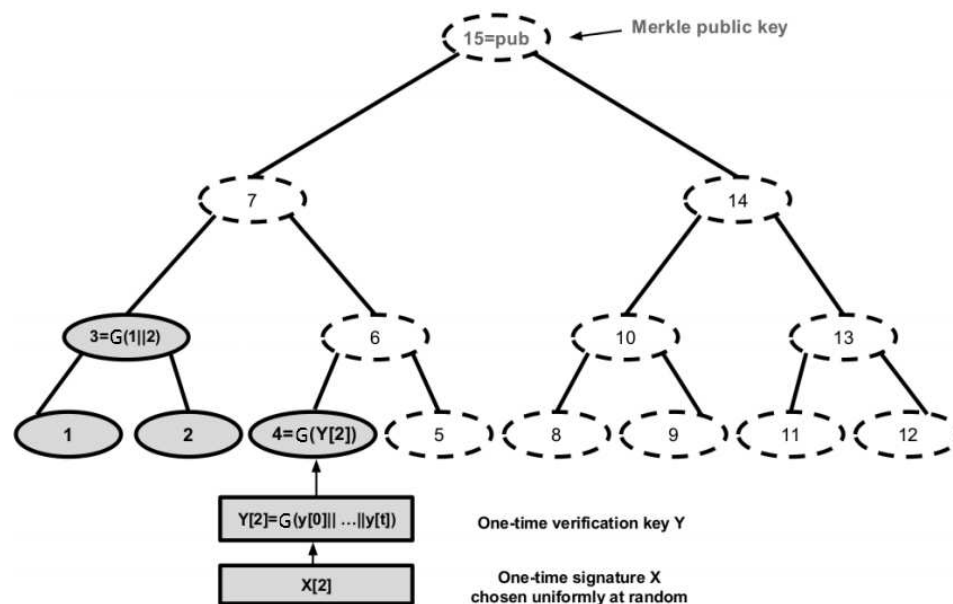 15=pub
Merkle public key
7
14
3=G(1||2)
6
10
13
1
2
4=G(Y[2])
5
8
9
11
12
Y[2]=G(y[0]|| ...||y[t])
One-time verification key Y
X[2]
One-time signature X
chosen uniformly at random